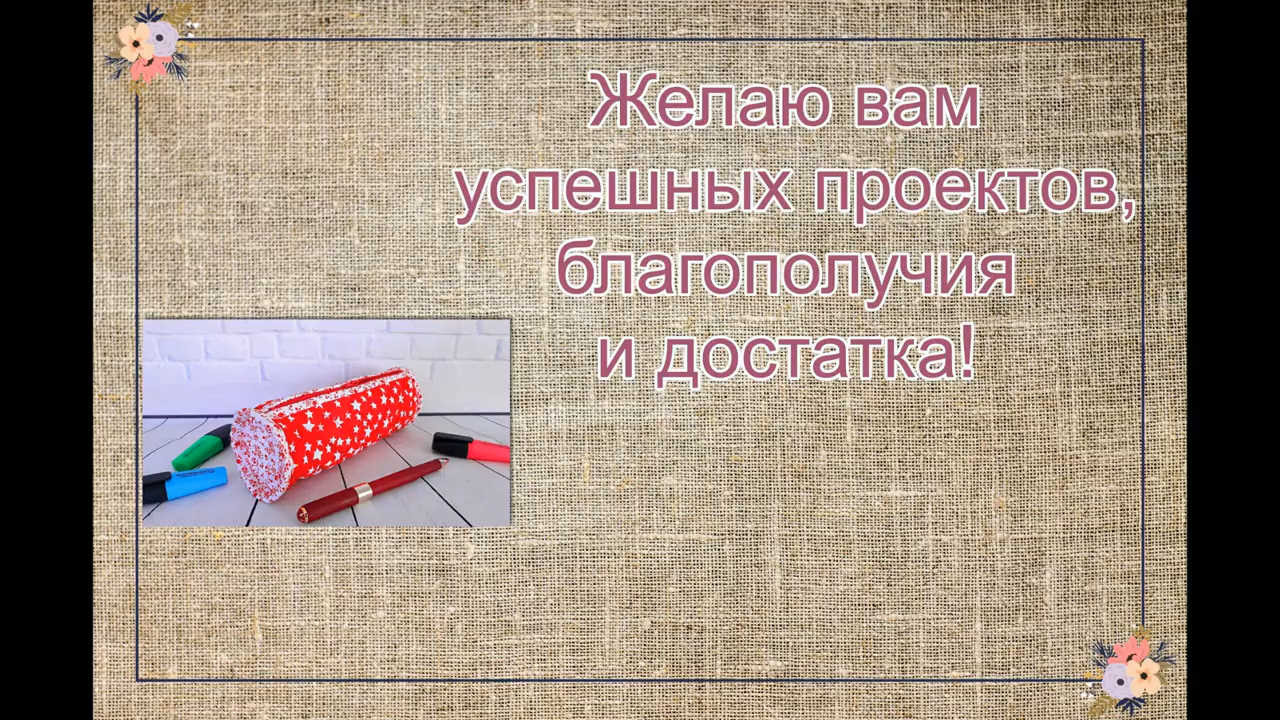 Желаю вам
успешных проектов,
благополучия
и достатка!